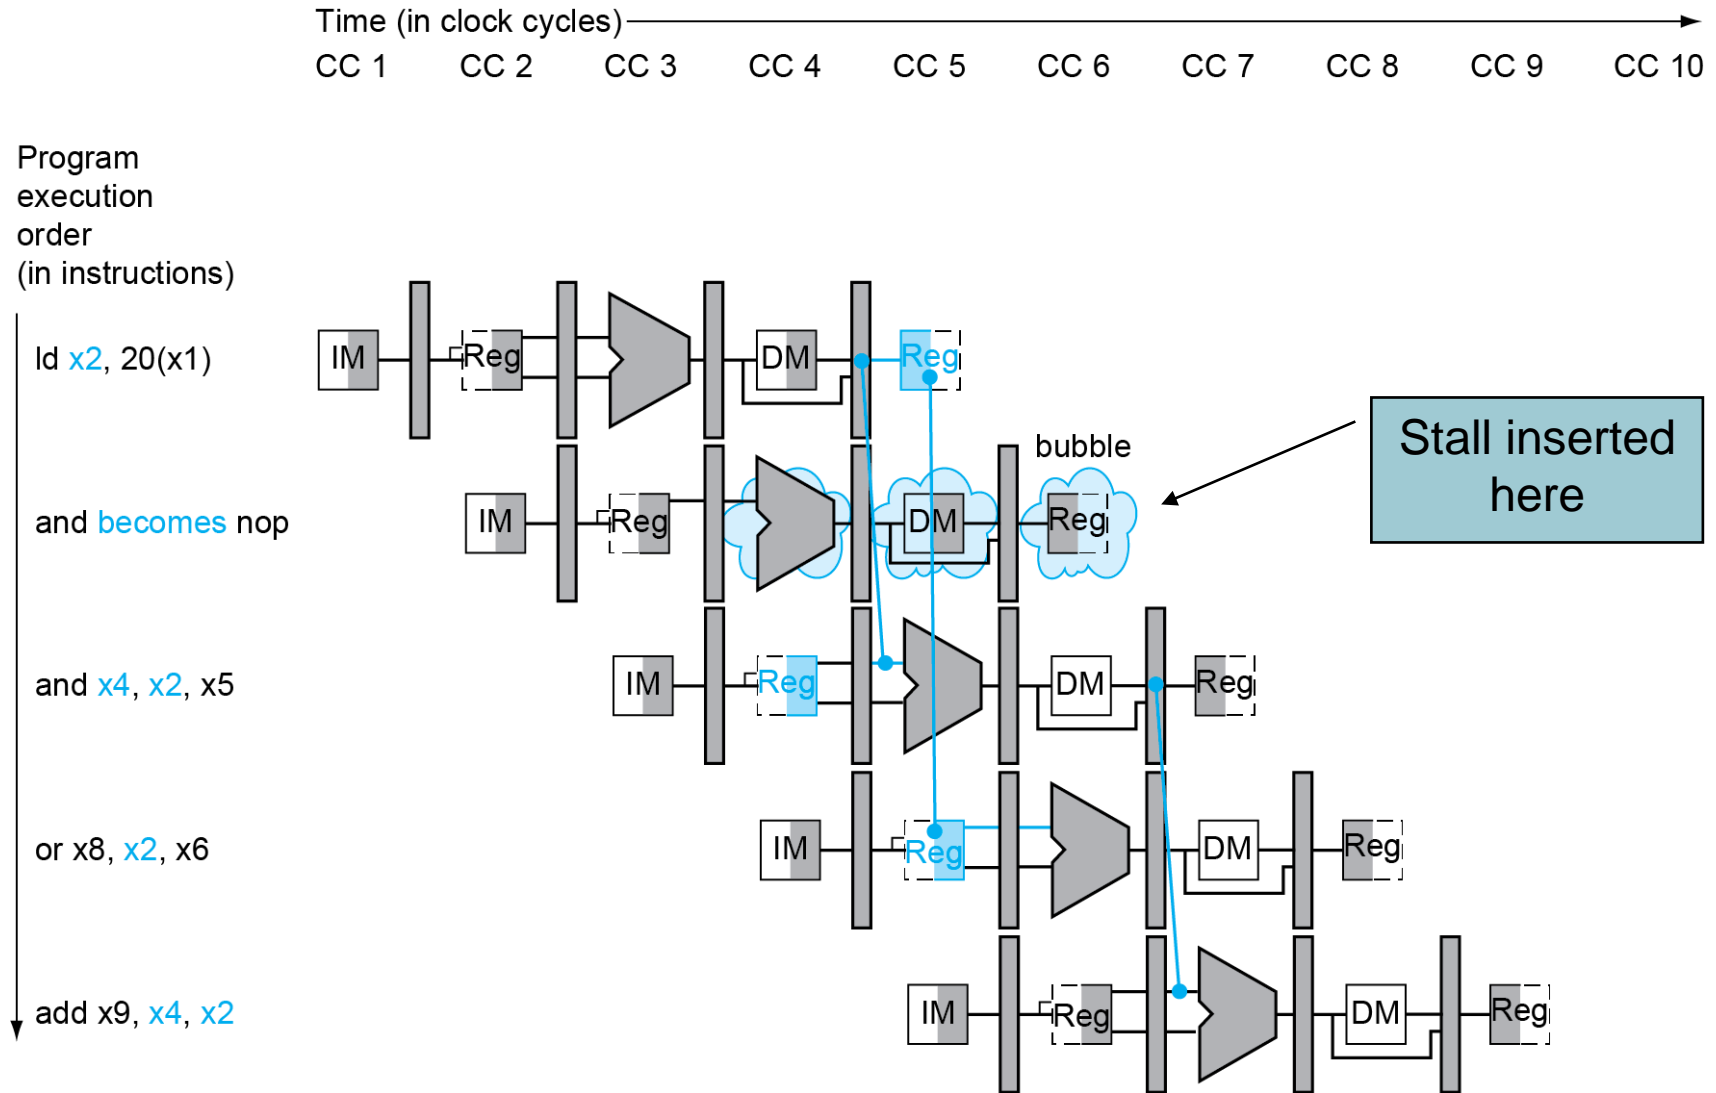 Time (in clock cycles)
CC 1 CC 2 CC 3 CC 4 CC 5 CC 6 CC 7 CC 8 CC 9 CC 10
Program
execution
order
(in instructions)
ld x2, 20(x1)
IM Reg DM Reg
bubble
Stall inserted
here
and becomes nop
IM Reg DM Reg
and x4, x2, x5
IM Reg DM Reg
or x8, x2, x6
IM Reg DM Reg
add x9, x4, x2
IM Reg DM Reg